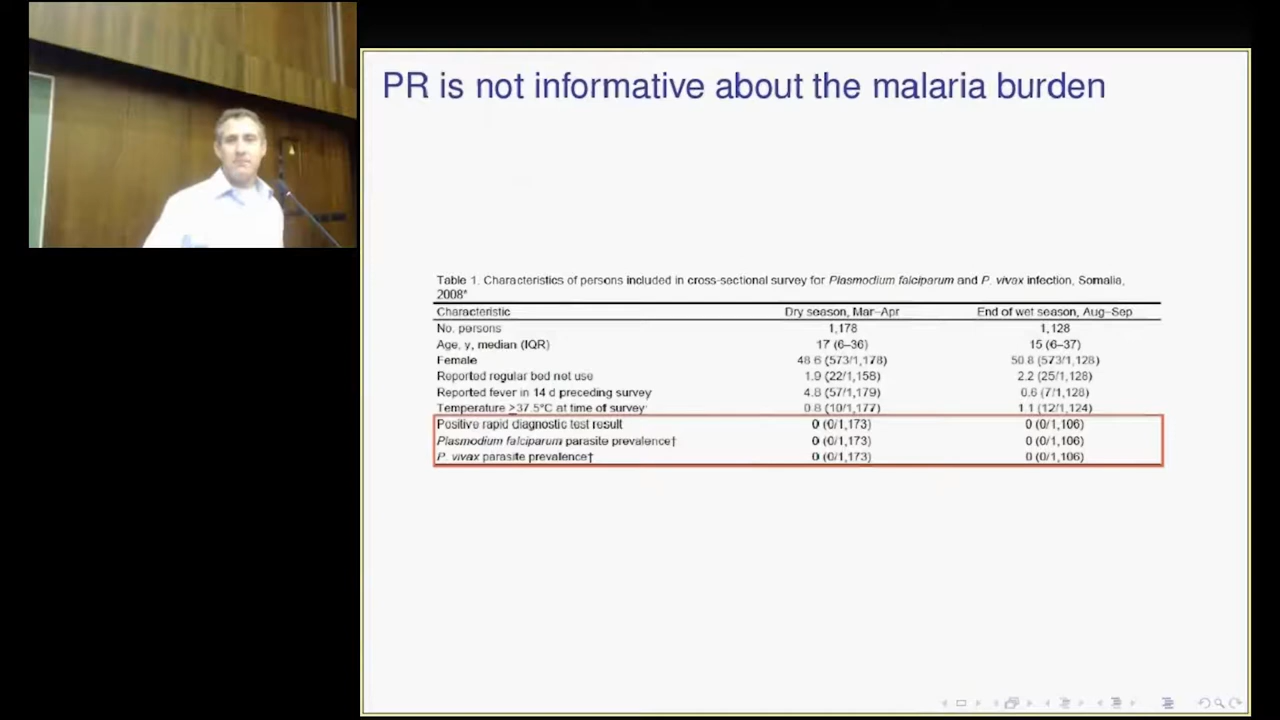 PR is not informative about the malaria burden
Table 1. Characteristics of persons included in cross-sectional survey for Plasmodium falciparum and P. vivax infection, Somalia,
2008*
Characteristic Dry season, Mar–Apr End of wet season, Aug–Sep
No. persons 1,178 1,128
Age, y, median (IQR) 17 (6–36) 15 (6–37)
Female 48.6 (573/1,178) 50.8 (573/1,128)
Reported regular bed net use 1.9 (22/1,158) 2.2 (25/1,128)
Reported fever in 14 d preceding survey 4.8 (57/1,179) 0.6 (7/1,128)
Temperature ≥37.5°C at time of survey 0.8 (10/1,177) 1.1 (12/1,124)
Positive rapid diagnostic test result 0 (0/1,173) 0 (0/1,106)
Plasmodium falciparum parasite prevalence† 0 (0/1,173) 0 (0/1,106)
P. vivax parasite prevalence† 0 (0/1,173) 0 (0/1,106)